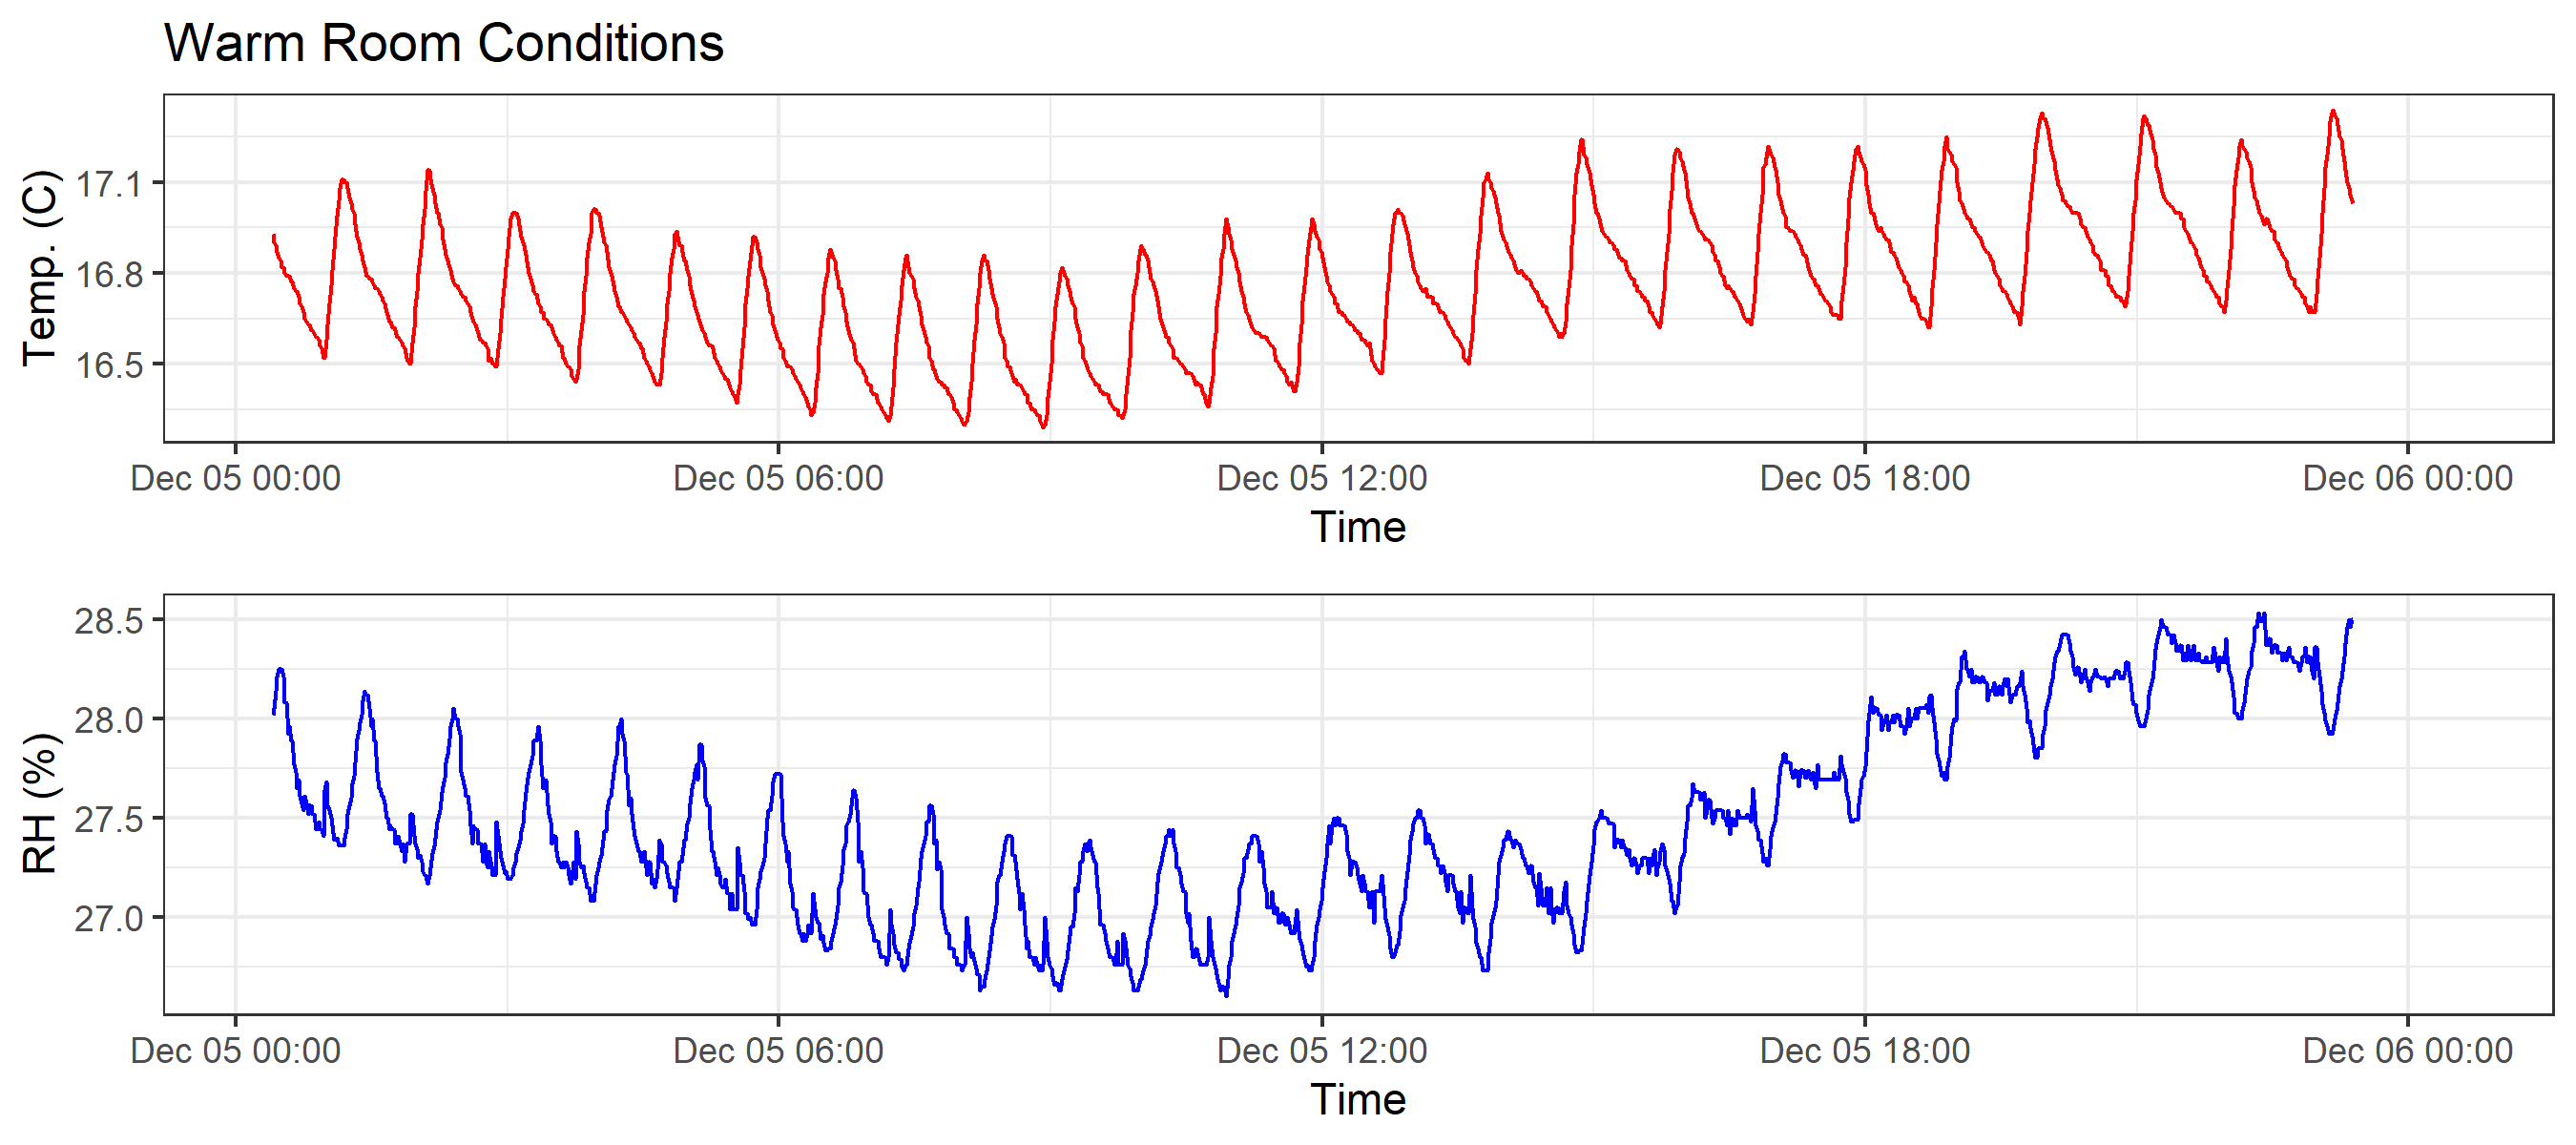 Warm Room Conditions
Temp. (C)
17.1
16.8
16.5
Dec 05 00:00 Dec 05 06:00 Dec 05 12:00 Dec 05 18:00 Dec 06 00:00
Time
RH (%)
28.5
28.0
27.5
27.0
Dec 05 00:00 Dec 05 06:00 Dec 05 12:00 Dec 05 18:00 Dec 06 00:00
Time